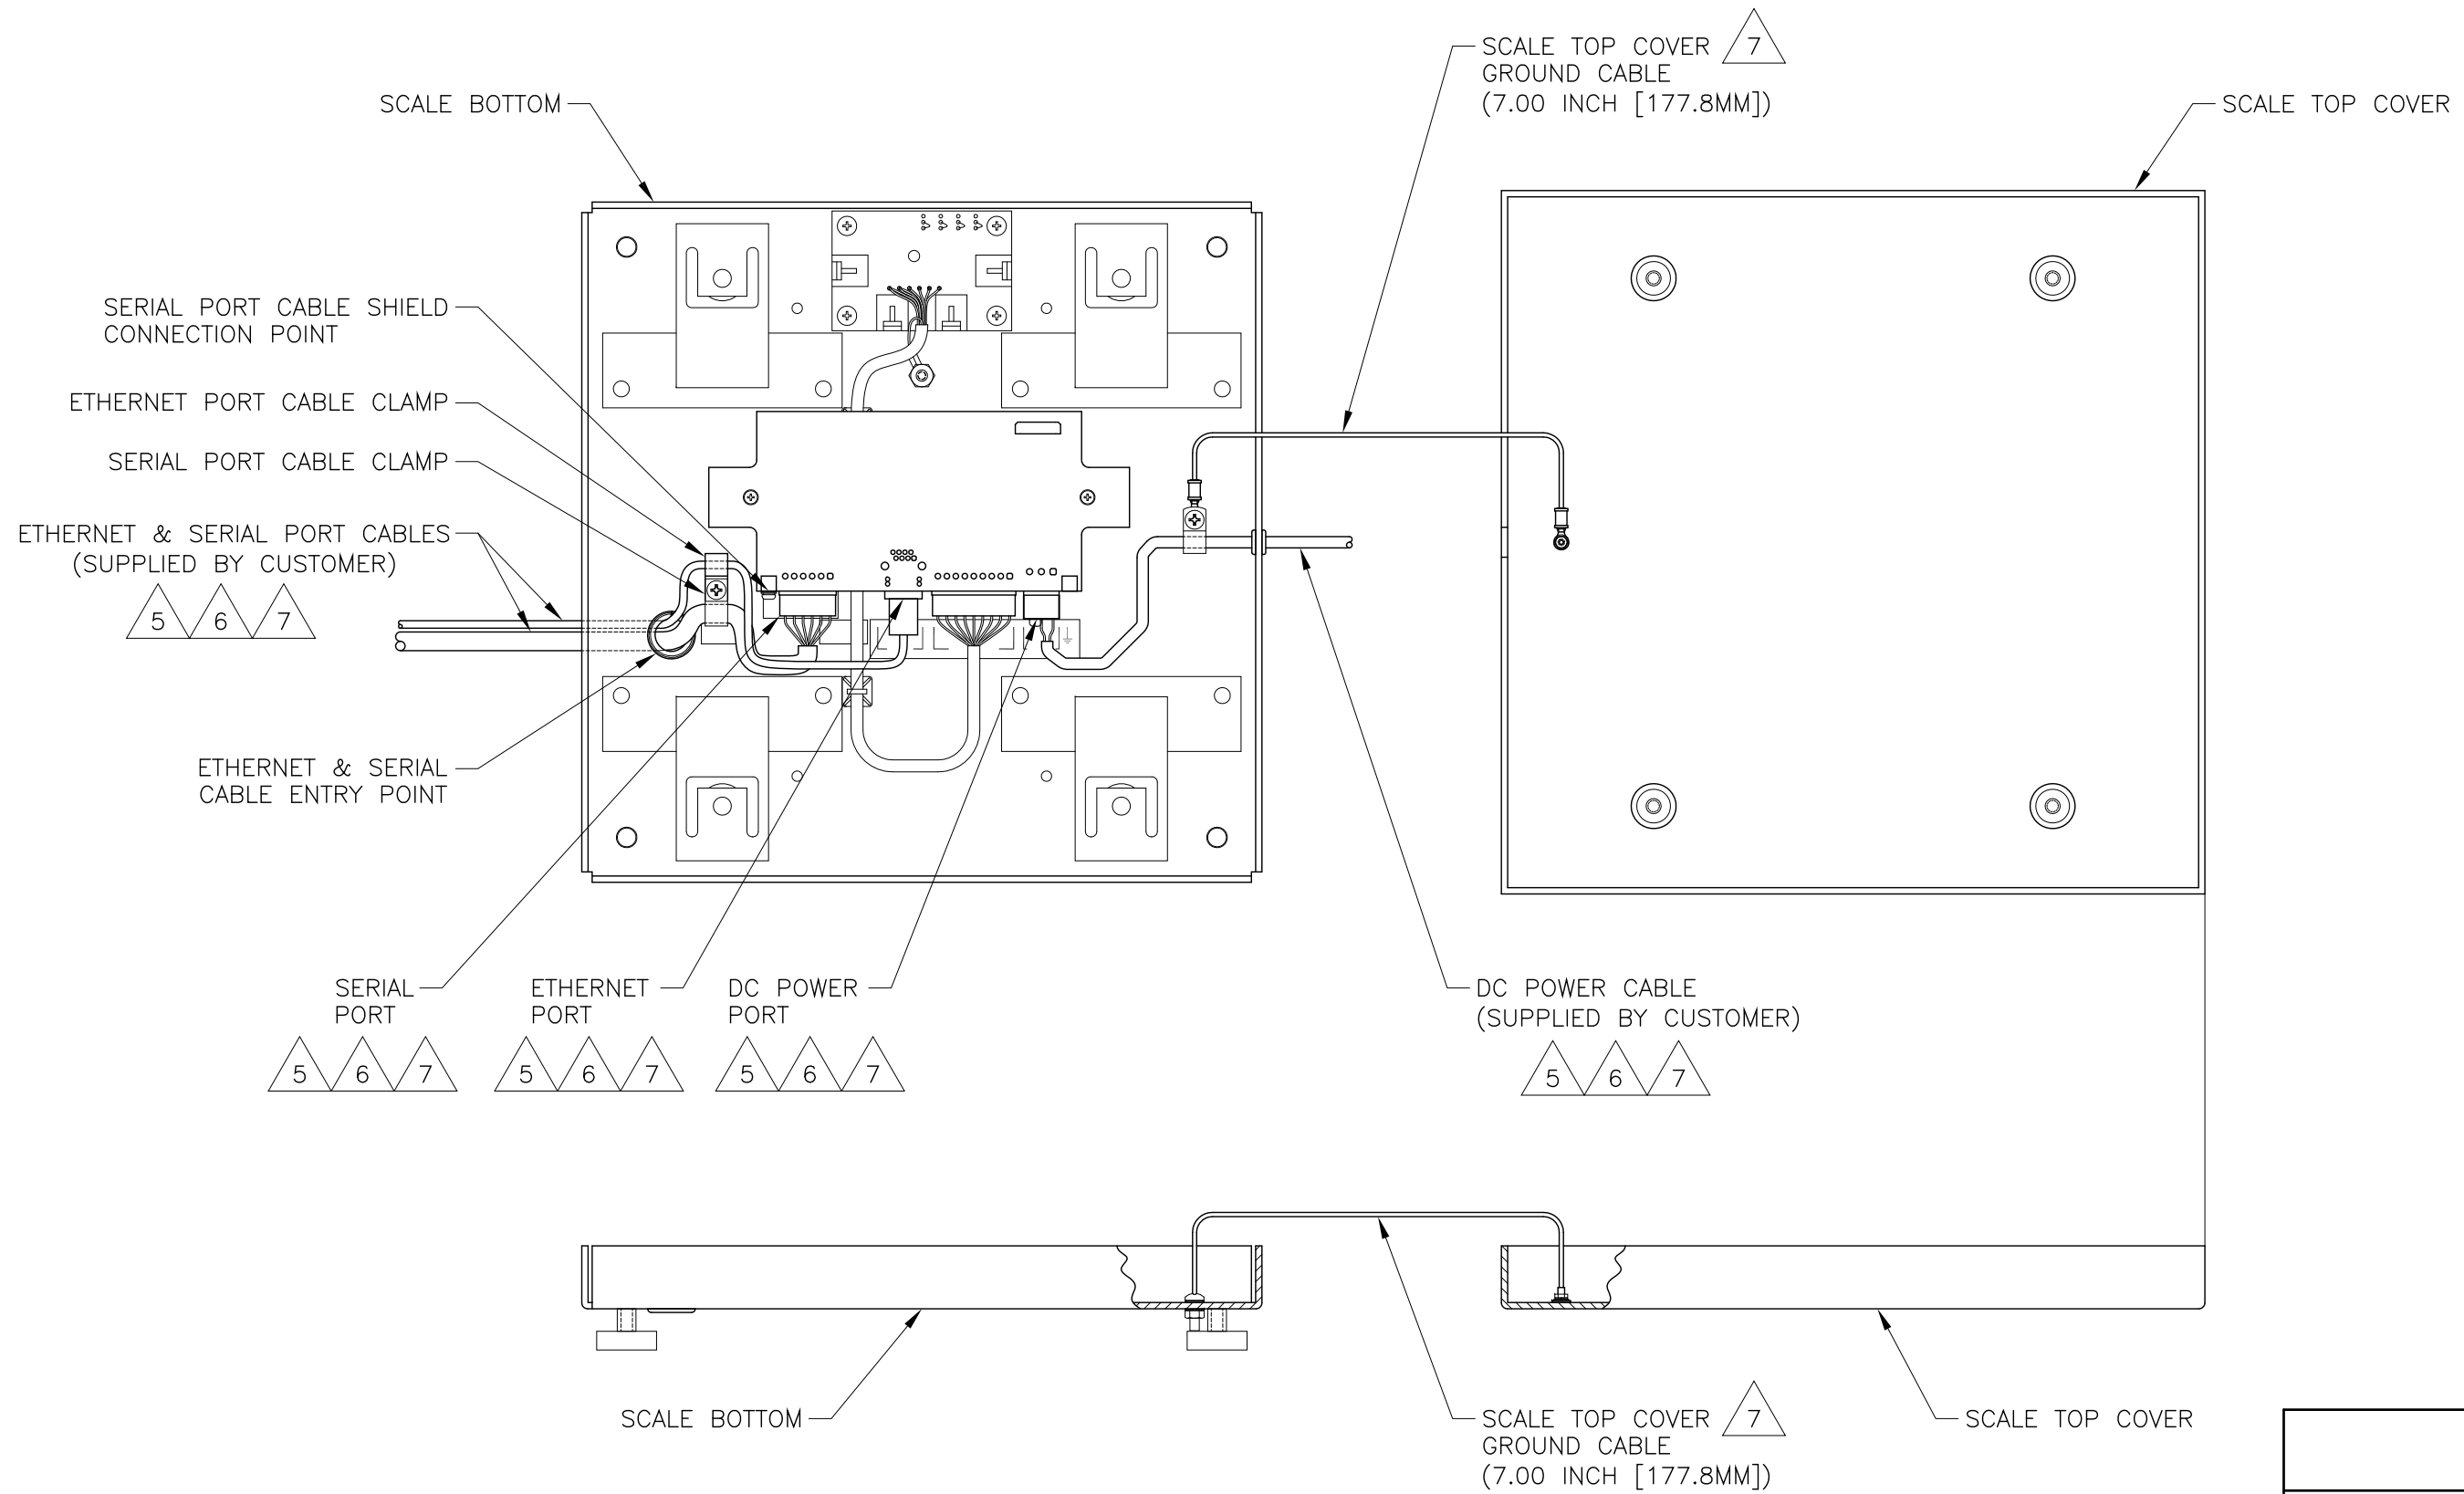 SCALE TOP COVER 7
GROUND CABLE
(7.00 INCH [177.8MM])
SCALE BOTTOM
SCALE TOP COVER
SERIAL PORT CABLE SHIELD
CONNECTION POINT
ETHERNET PORT CABLE CLAMP
SERIAL PORT CABLE CLAMP
ETHERNET & SERIAL PORT CABLES
(SUPPLIED BY CUSTOMER)
5 6 7
ETHERNET & SERIAL
CABLE ENTRY POINT
SERIAL
PORT
5 6 7
ETHERNET
PORT
5 6 7
DC POWER
PORT
5 6 7
DC POWER CABLE
(SUPPLIED BY CUSTOMER)
5 6 7
SCALE BOTTOM
SCALE TOP COVER 7
GROUND CABLE
(7.00 INCH [177.8MM])
SCALE TOP COVER